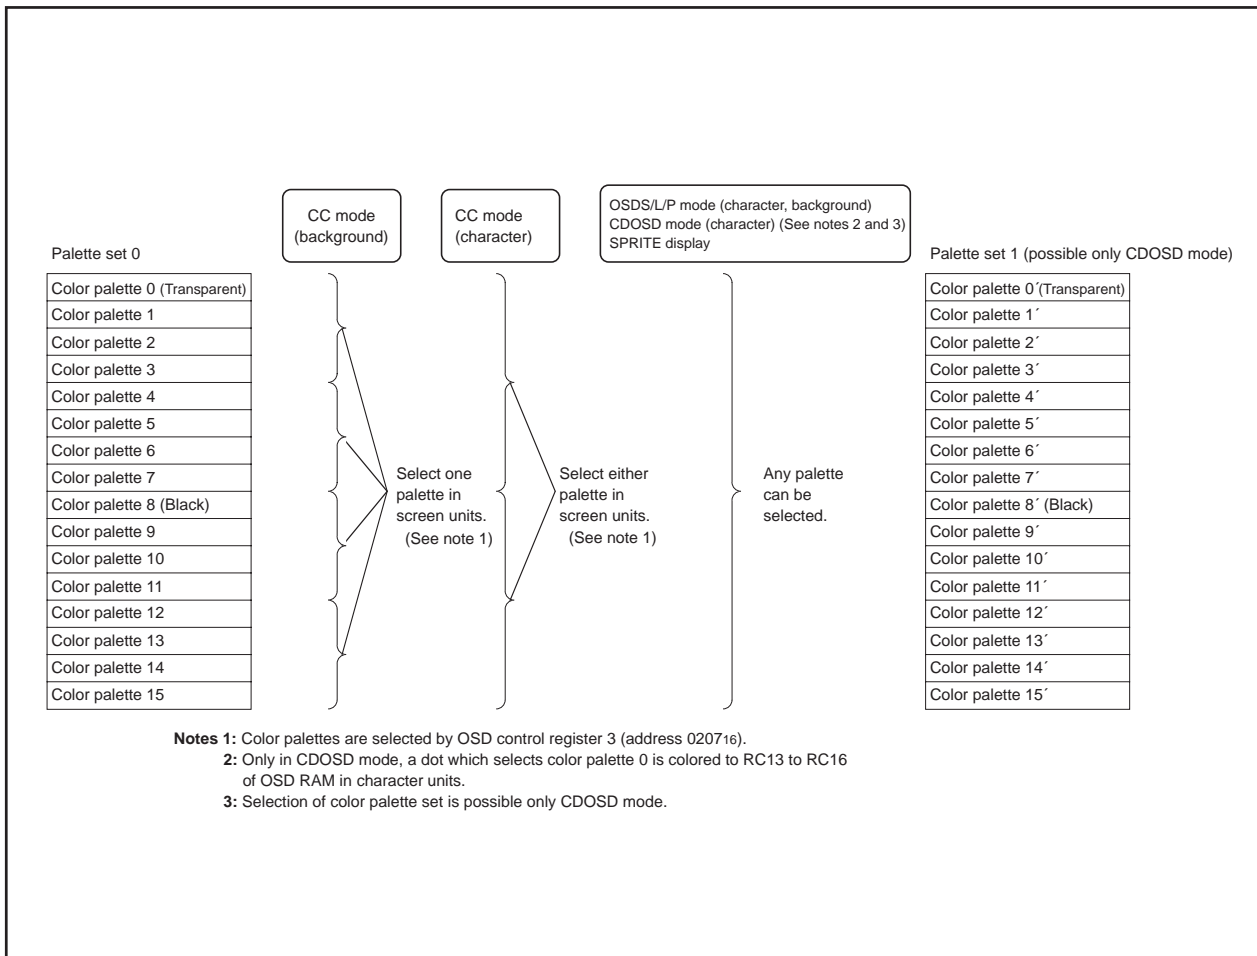 CC mode
(background)
CC mode
(character)
OSDS/L/P mode (character, background)
CDOSD mode (character) (See notes 2 and 3)
SPRITE display
Palette set 0
Color palette 0 (Transparent)
Color palette 1
Color palette 2
Color palette 3
Color palette 4
Color palette 5
Color palette 6
Color palette 7
Color palette 8 (Black)
Color palette 9
Color palette 10
Color palette 11
Color palette 12
Color palette 13
Color palette 14
Color palette 15
Select one
palette in
screen units.
(See note 1)
Select either
palette in
screen units.
(See note 1)
Any palette
can be
selected.
Palette set 1 (possible only CDOSD mode)
Color palette 0´(Transparent)
Color palette 1´
Color palette 2´
Color palette 3´
Color palette 4´
Color palette 5´
Color palette 6´
Color palette 7´
Color palette 8´ (Black)
Color palette 9´
Color palette 10´
Color palette 11´
Color palette 12´
Color palette 13´
Color palette 14´
Color palette 15´
Notes 1: Color palettes are selected by OSD control register 3 (address 020716).
2: Only in CDOSD mode, a dot which selects color palette 0 is colored to RC13 to RC16
of OSD RAM in character units.
3: Selection of color palette set is possible only CDOSD mode.